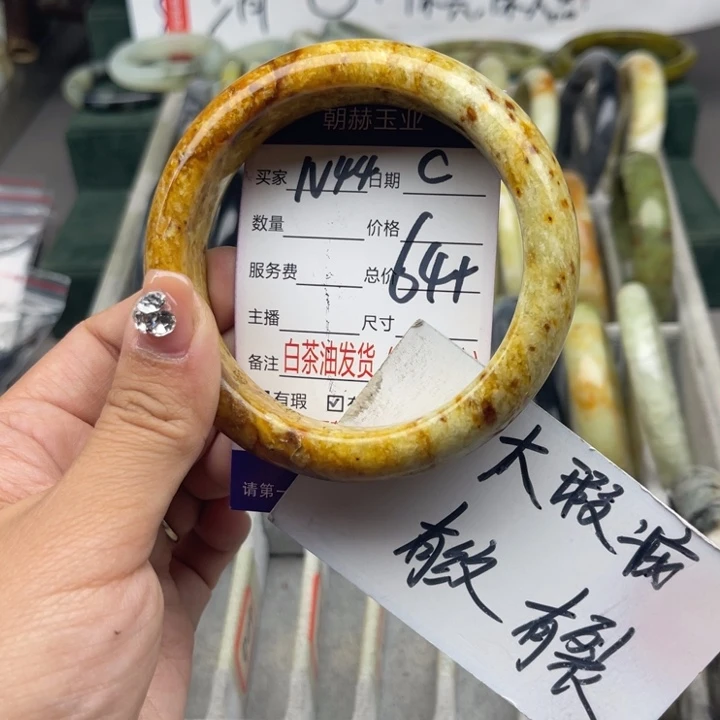 朝赫玉业
买家 N44 日期 C
数量 价格
服务费 总价 64+
主播 尺寸
备注 白茶油发货
有瑕
请第一
大瑕疵
有纹
有裂